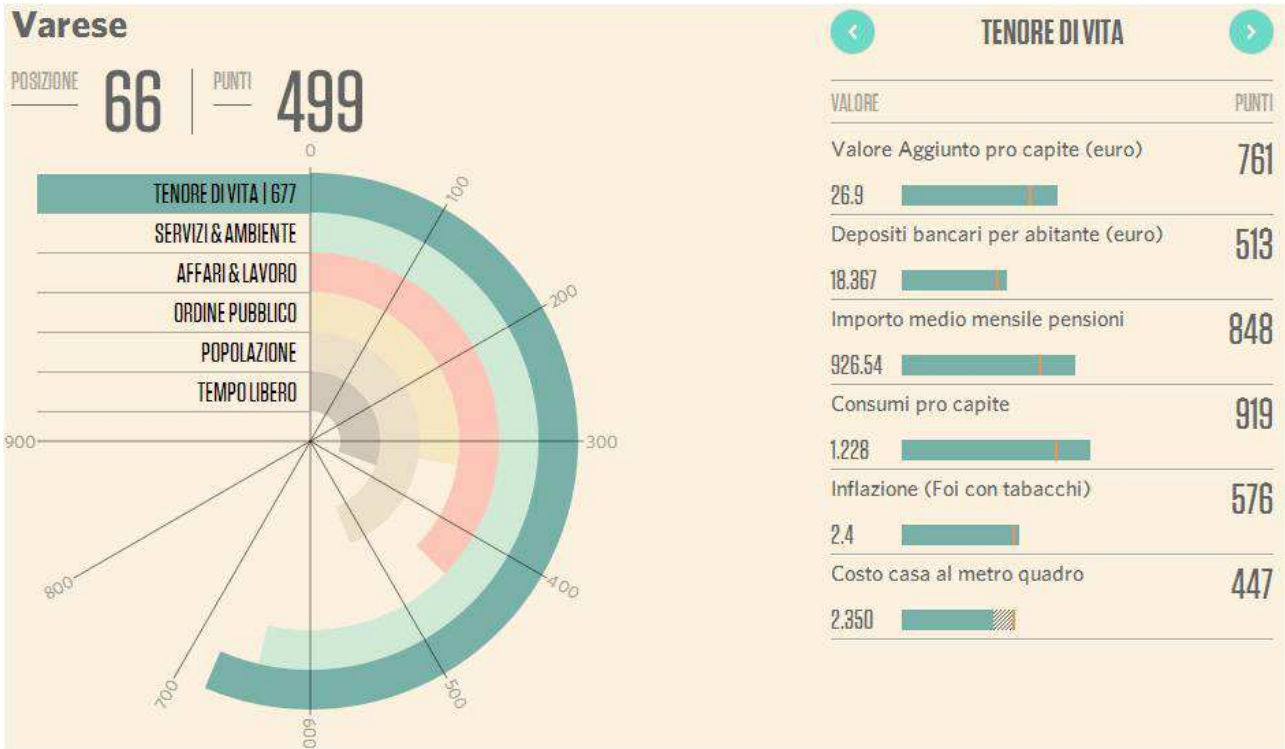 Varese
POSIZIONE 66 PUNTI 499
TENORE DI VITA | 677
SERVIZI & AMBIENTE
AFFARI & LAVORO
ORDINE PUBBLICO
POPOLAZIONE
TEMPO LIBERO
0
100
200
300
400
500
600
700
800
900
TENORE DI VITA
VALORE PUNTI
Valore Aggiunto pro capite (euro) 761
26.9
Depositi bancari per abitante (euro) 513
18.367
Importo medio mensile pensioni 848
926.54
Consumi pro capite 919
1.228
Inflazione (Foi con tabacchi) 576
2.4
Costo casa al metro quadro 447
2.350